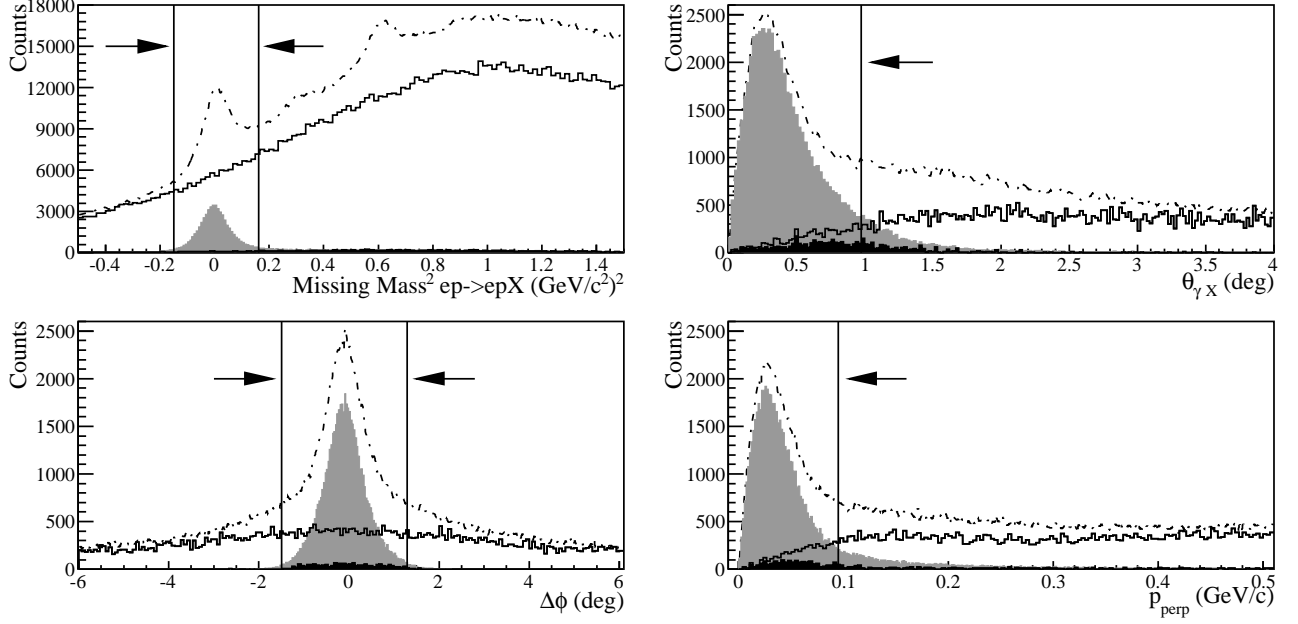 Counts
18000
15000
12000
9000
6000
3000
0
-0.4 -0.2 0 0.2 0.4 0.6 0.8 1 1.2 1.4
Missing Mass² ep->epX (GeV/c²)²
Counts
2500
2000
1500
1000
500
0
0 0.5 1 1.5 2 2.5 3 3.5 4
θγ X (deg)
Counts
2500
2000
1500
1000
500
0
-6 -4 -2 0 2 4 6
Δϕ (deg)
Counts
2500
2000
1500
1000
500
0
0 0.1 0.2 0.3 0.4 0.5
pperp (GeV/c)